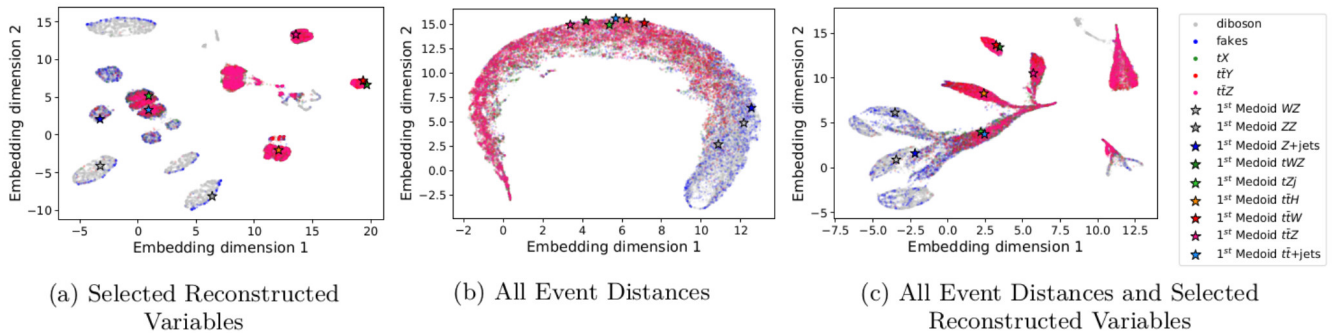 Embedding dimension 2
15
10
5
0
−5
−10
−5
0
5
10
15
20
Embedding dimension 1
(a) Selected Reconstructed
Variables
Embedding dimension 2
15.0
12.5
10.0
7.5
5.0
2.5
0.0
−2.5
0
2
4
6
8
10
12
Embedding dimension 1
(b) All Event Distances
Embedding dimension 2
15
10
5
0
−5
−7.5
−5.0
−2.5
0.0
2.5
5.0
7.5
10.0
12.5
Embedding dimension 1
(c) All Event Distances and Selected
Reconstructed Variables
diboson
fakes
tX
tt̄Y
tt̄Z
1st Medoid WZ
1st Medoid ZZ
1st Medoid Z+jets
1st Medoid tWZ
1st Medoid tZj
1st Medoid tt̄H
1st Medoid tt̄W
1st Medoid tt̄Z
1st Medoid tt̄+jets